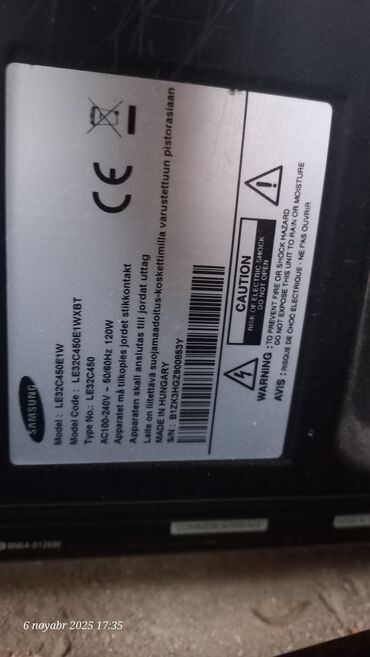 SAMSUNG
Model : LE32C450E1W
Model Code : LE32C450E1WXBT
Type No.: LE32C450
AC100-240V ~ 50/60Hz 120W
Apparatet må tilkoples jordet stikkontakt
Apparaten skall anslutas till jordat uttag
Laite on liitettävä suojamaadoitus-koskettimilla varustettuun pistorasiaan
MADE IN HUNGARY
S/N : B1ZK3HGZ900853Y
CE
CAUTION
RISK OF ELECTRIC SHOCK
DO NOT OPEN
WARNING : TO PREVENT FIRE OR SHOCK HAZARD
DO NOT EXPOSE THIS UNIT TO RAIN OR MOISTURE
AVIS : RISQUE DE CHOC ELECTRIQUE - NE PAS OUVRIR
COMMON INTERFACE
6 noyabr 2025 17:35